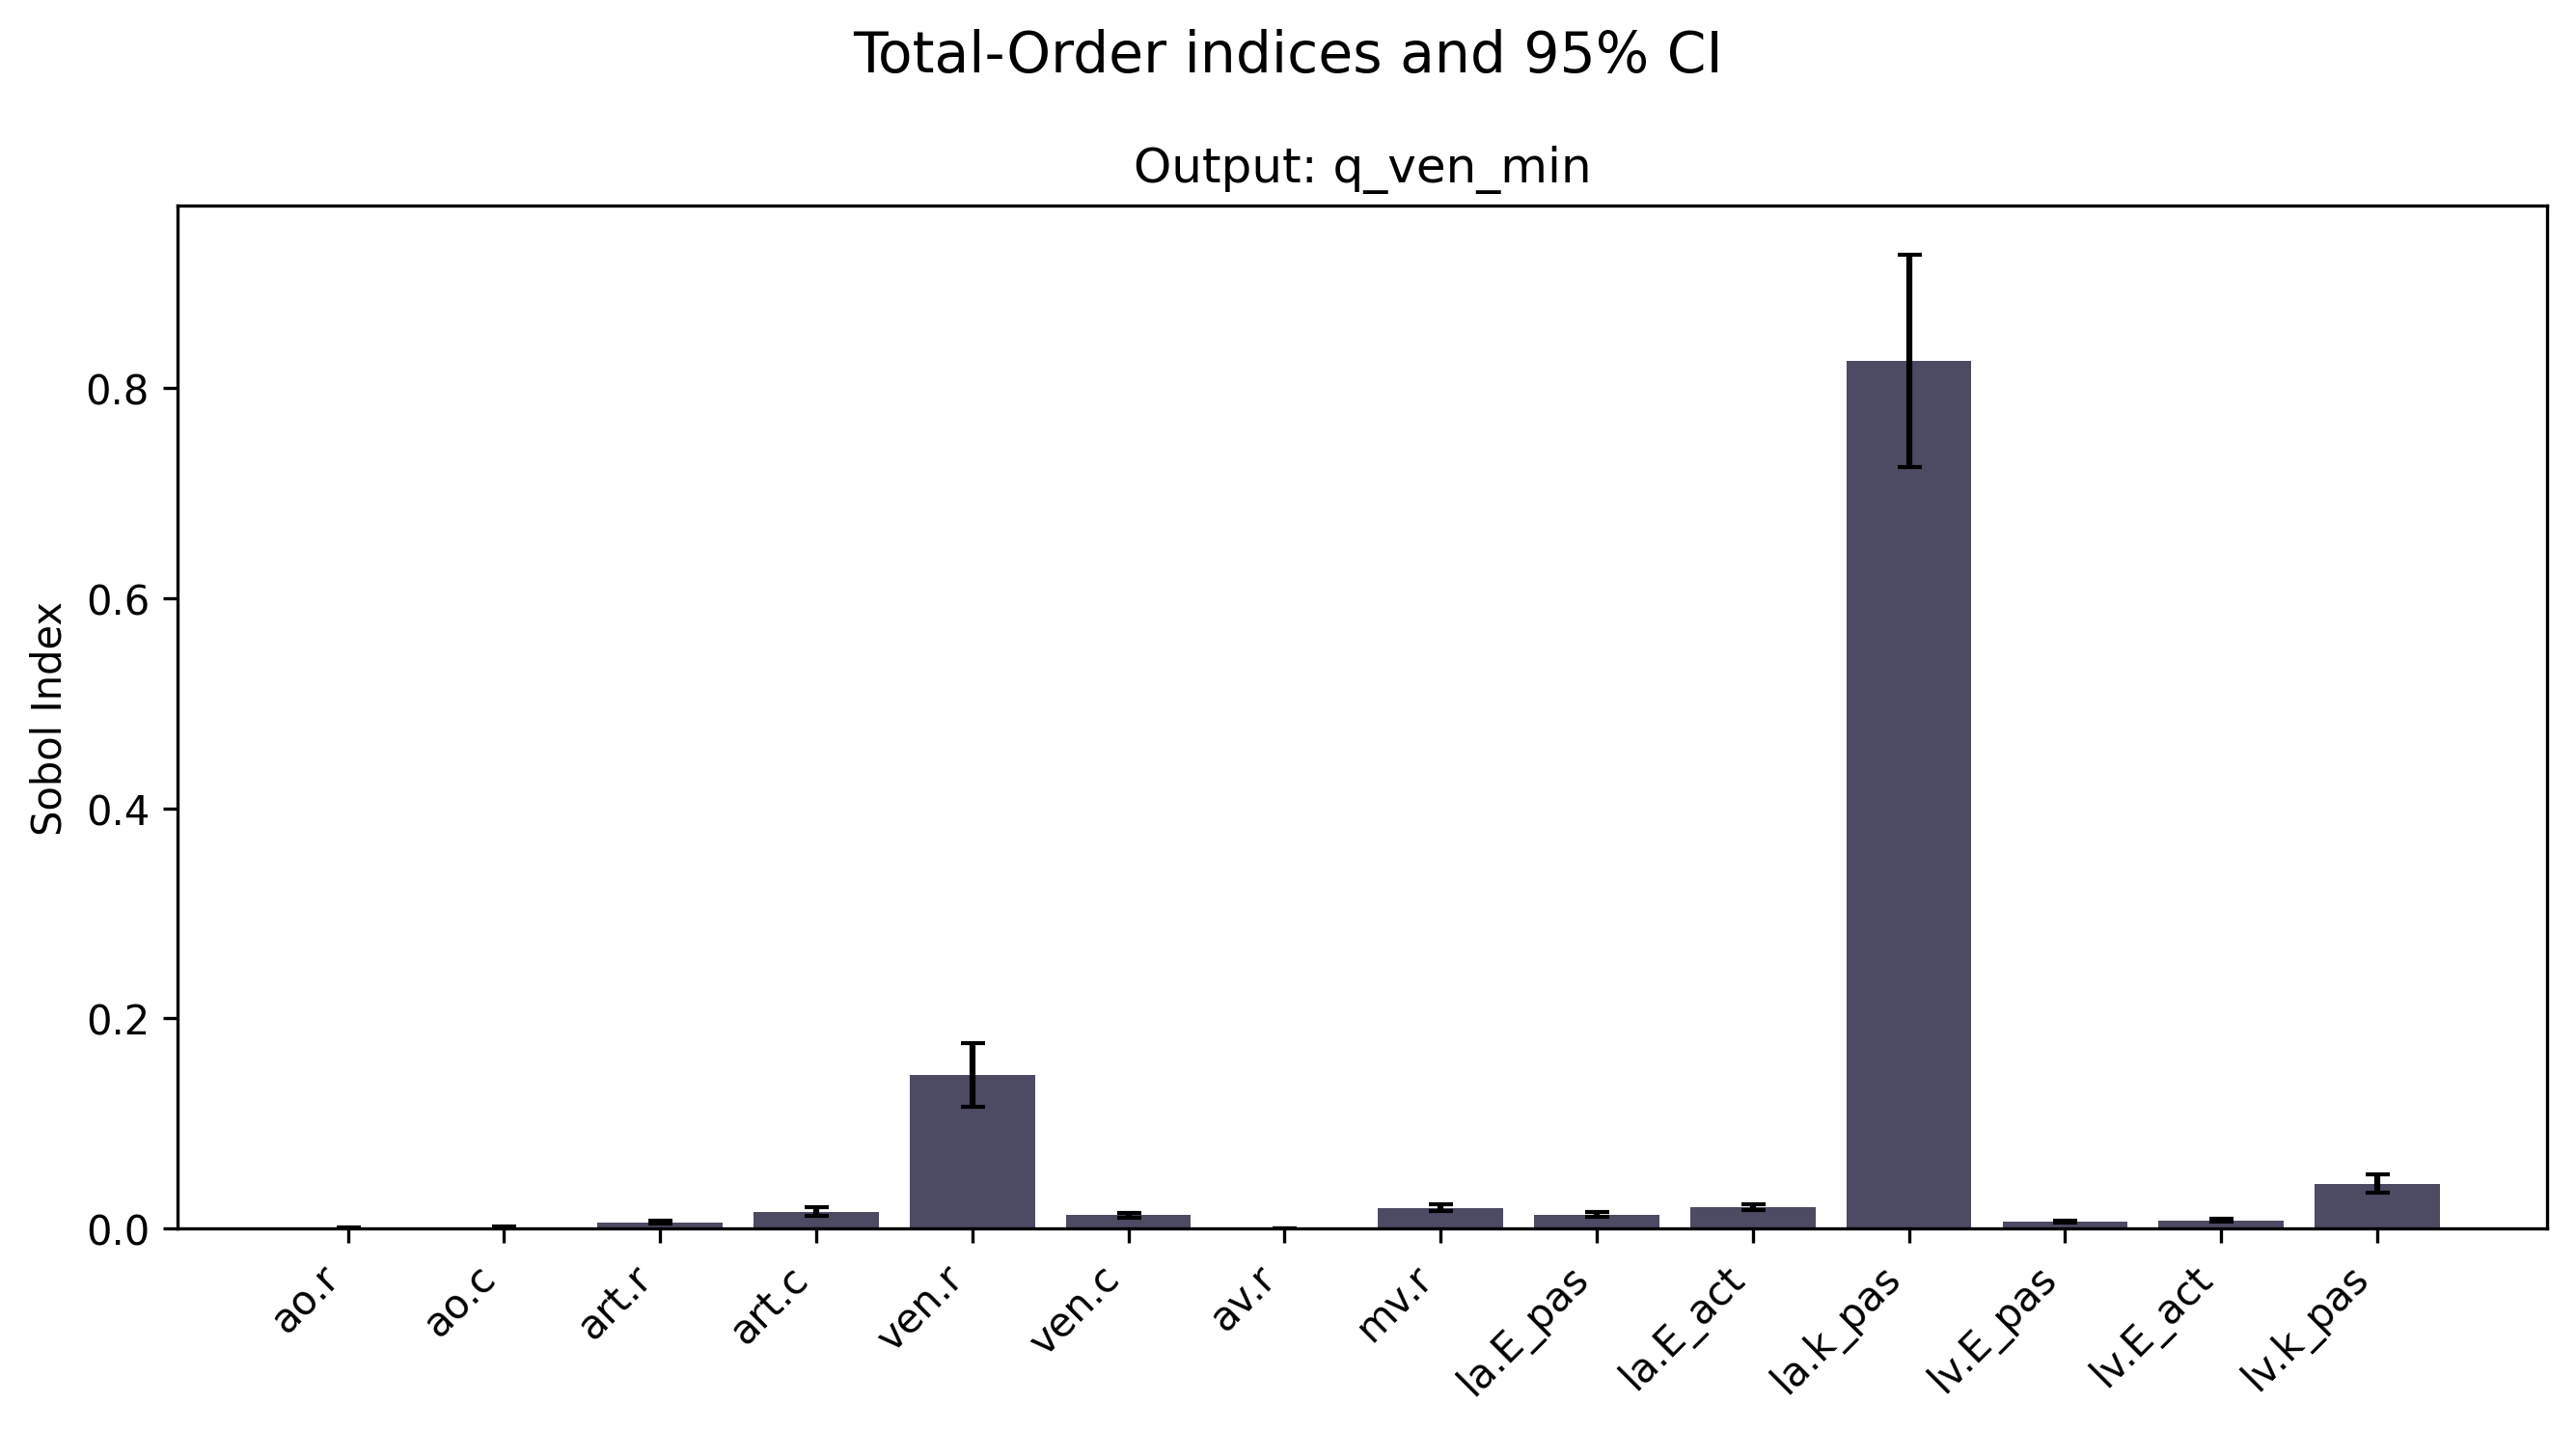 Total-Order indices and 95% CI
Output: q_ven_min
Sobol Index
0.8
0.6
0.4
0.2
0.0
ao.r
ao.c
art.r
art.c
ven.r
ven.c
av.r
mv.r
la.E_pas
la.E_act
la.k_pas
lv.E_pas
lv.E_act
lv.k_pas